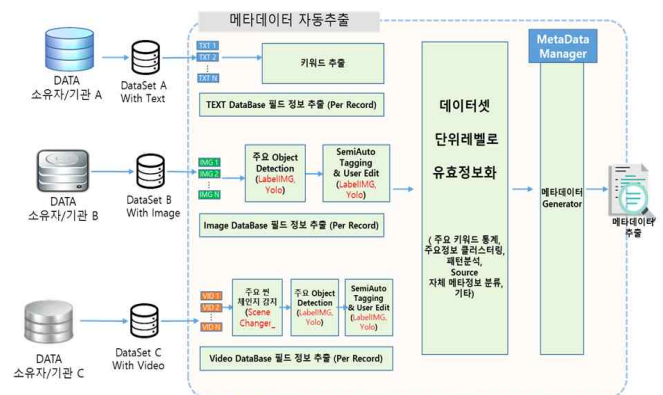 메타데이터 자동추출
MetaData
Manager
DATA
소유자/기관 A
DataSet A
With Text
TXT 1
TXT 2
⋮
TXT N
키워드 추출
TEXT DataBase 필드 정보 추출 (Per Record)
DATA
소유자/기관 B
DataSet B
With Image
IMG 1
IMG 2
⋮
IMG N
주요 Object
Detection
(LabelIMG,
Yolo)
SemiAuto
Tagging
& User Edit
(LabelIMG,
Yolo)
Image DataBase 필드 정보 추출 (Per Record)
DATA
소유자/기관 C
DataSet C
With Video
VID 1
VID 2
⋮
VID N
주요 씬
체인지 감지
(Scene
Changer_
주요 Object
Detection
(LabelIMG,
Yolo)
SemiAuto
Tagging
& User Edit
(LabelIMG,
Yolo)
Video DataBase 필드 정보 추출 (Per Record)
데이터셋
단위레벨로
유효정보화
( 주요 키워드 통계,
주요정보 클러스터링,
패턴분석,
Source
자체 메타정보 분류,
기타)
메타데이터
Generator
메타데이터
추출